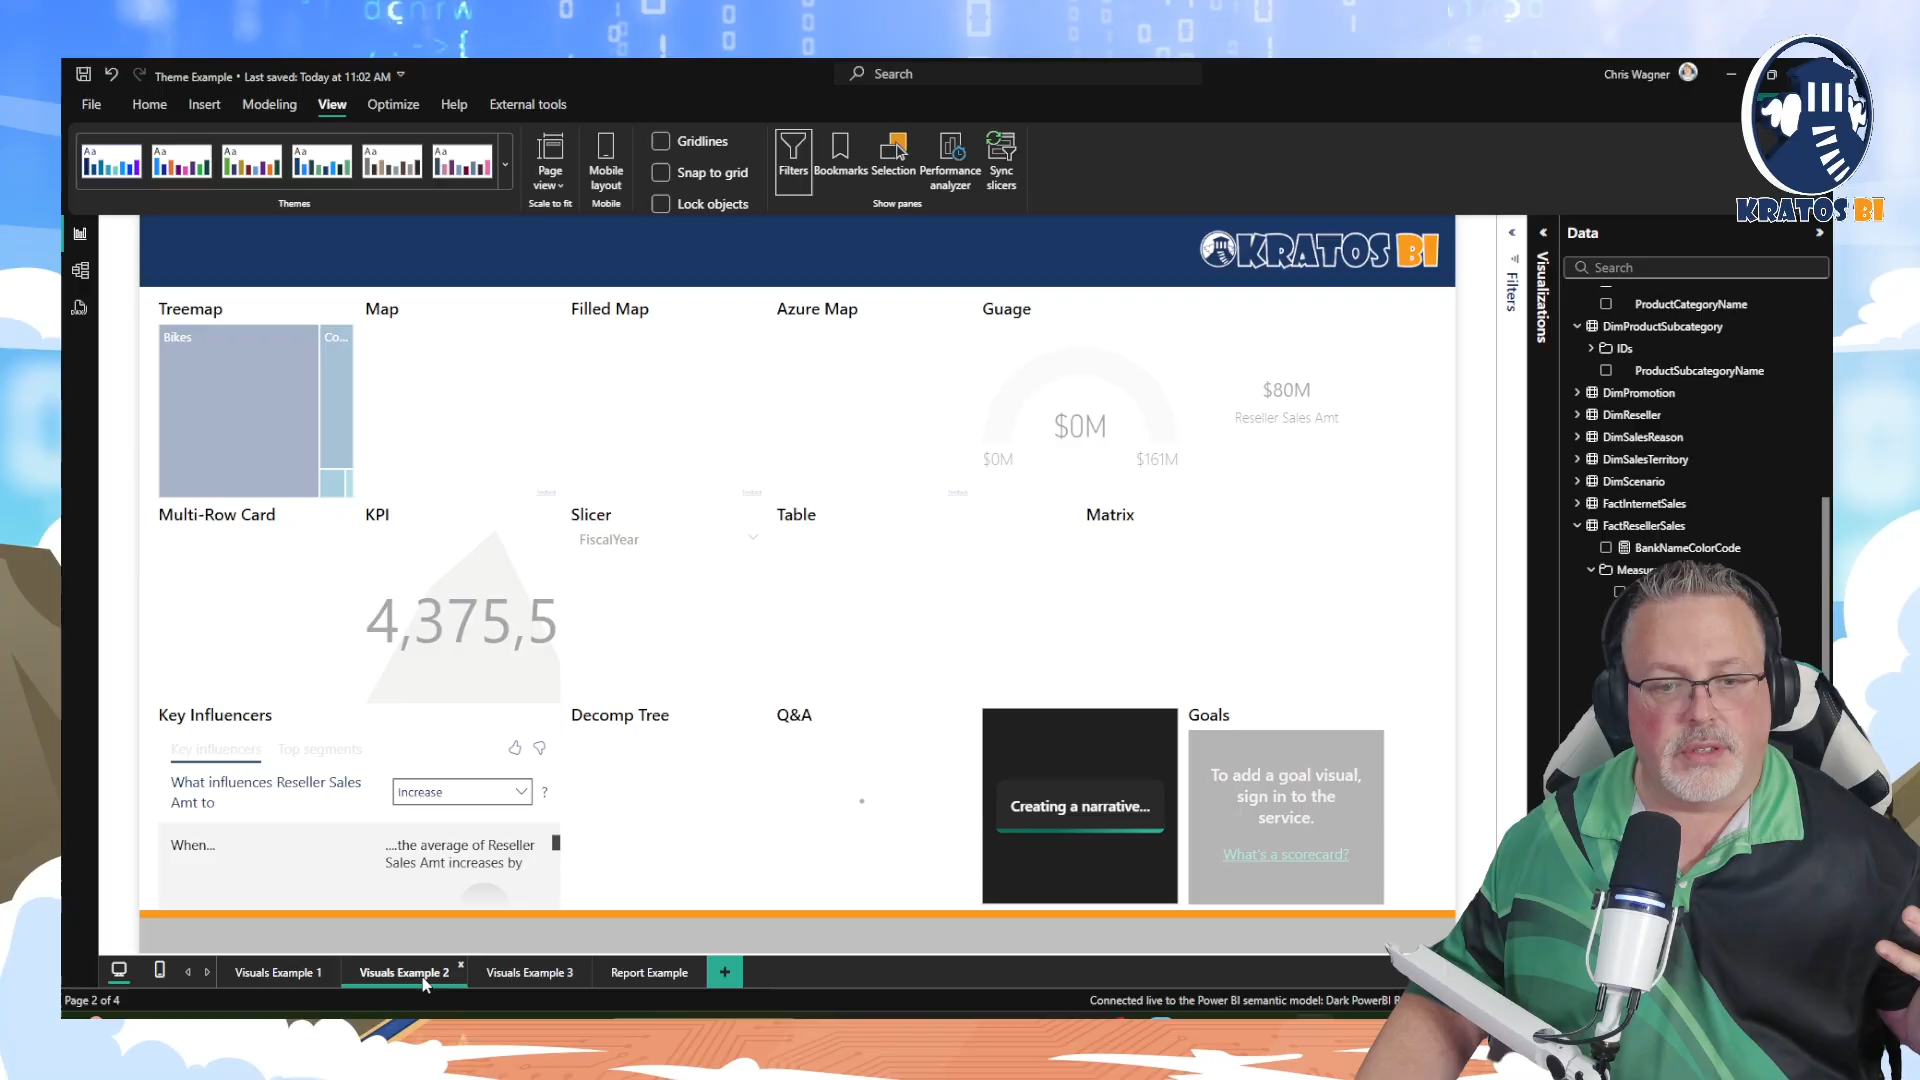 Theme Example • Last saved: Today at 11:02 AM
Search
Chris Wagner
File
Home
Insert
Modeling
View
Optimize
Help
External tools
Aa
Aa
Aa
Aa
Aa
Aa
Themes
Page view
Scale to fit
Mobile layout
Mobile
Gridlines
Snap to grid
Lock objects
Filters
Bookmarks
Selection
Performance analyzer
Sync slicers
Show panes
KRATOS BI
KRATOS BI
Treemap
Bikes
Co...
Map
Filled Map
Azure Map
Guage
$0M
$0M
$161M
$80M
Reseller Sales Amt
Multi-Row Card
KPI
4,375,5
Slicer
FiscalYear
Table
Matrix
Key Influencers
Key influencers
Top segments
What influences Reseller Sales
Amt to
Increase
?
When...
....the average of Reseller
Sales Amt increases by
Decomp Tree
Q&A
Creating a narrative...
Goals
To add a goal visual,
sign in to the
service.
What's a scorecard?
Filters
Visualizations
Data
Search
ProductCategoryName
DimProductSubcategory
IDs
ProductSubcategoryName
DimPromotion
DimReseller
DimSalesReason
DimSalesTerritory
DimScenario
FactInternetSales
FactResellerSales
BankNameColorCode
DAX
Visuals Example 1
Visuals Example 2
Visuals Example 3
Report Example
+
Page 2 of 4
Connected live to the Power BI semantic model: Dark PowerBI